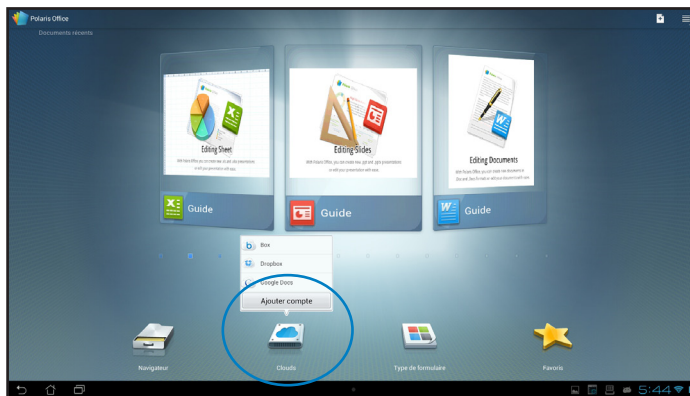 Polaris Office
Documents récents
Editing Sheet
Editing Slides
Editing Documents
Guide
Guide
Guide
Box
Dropbox
Google Docs
Ajouter compte
Navigateur
Clouds
Type de formulaire
Favoris
5:44